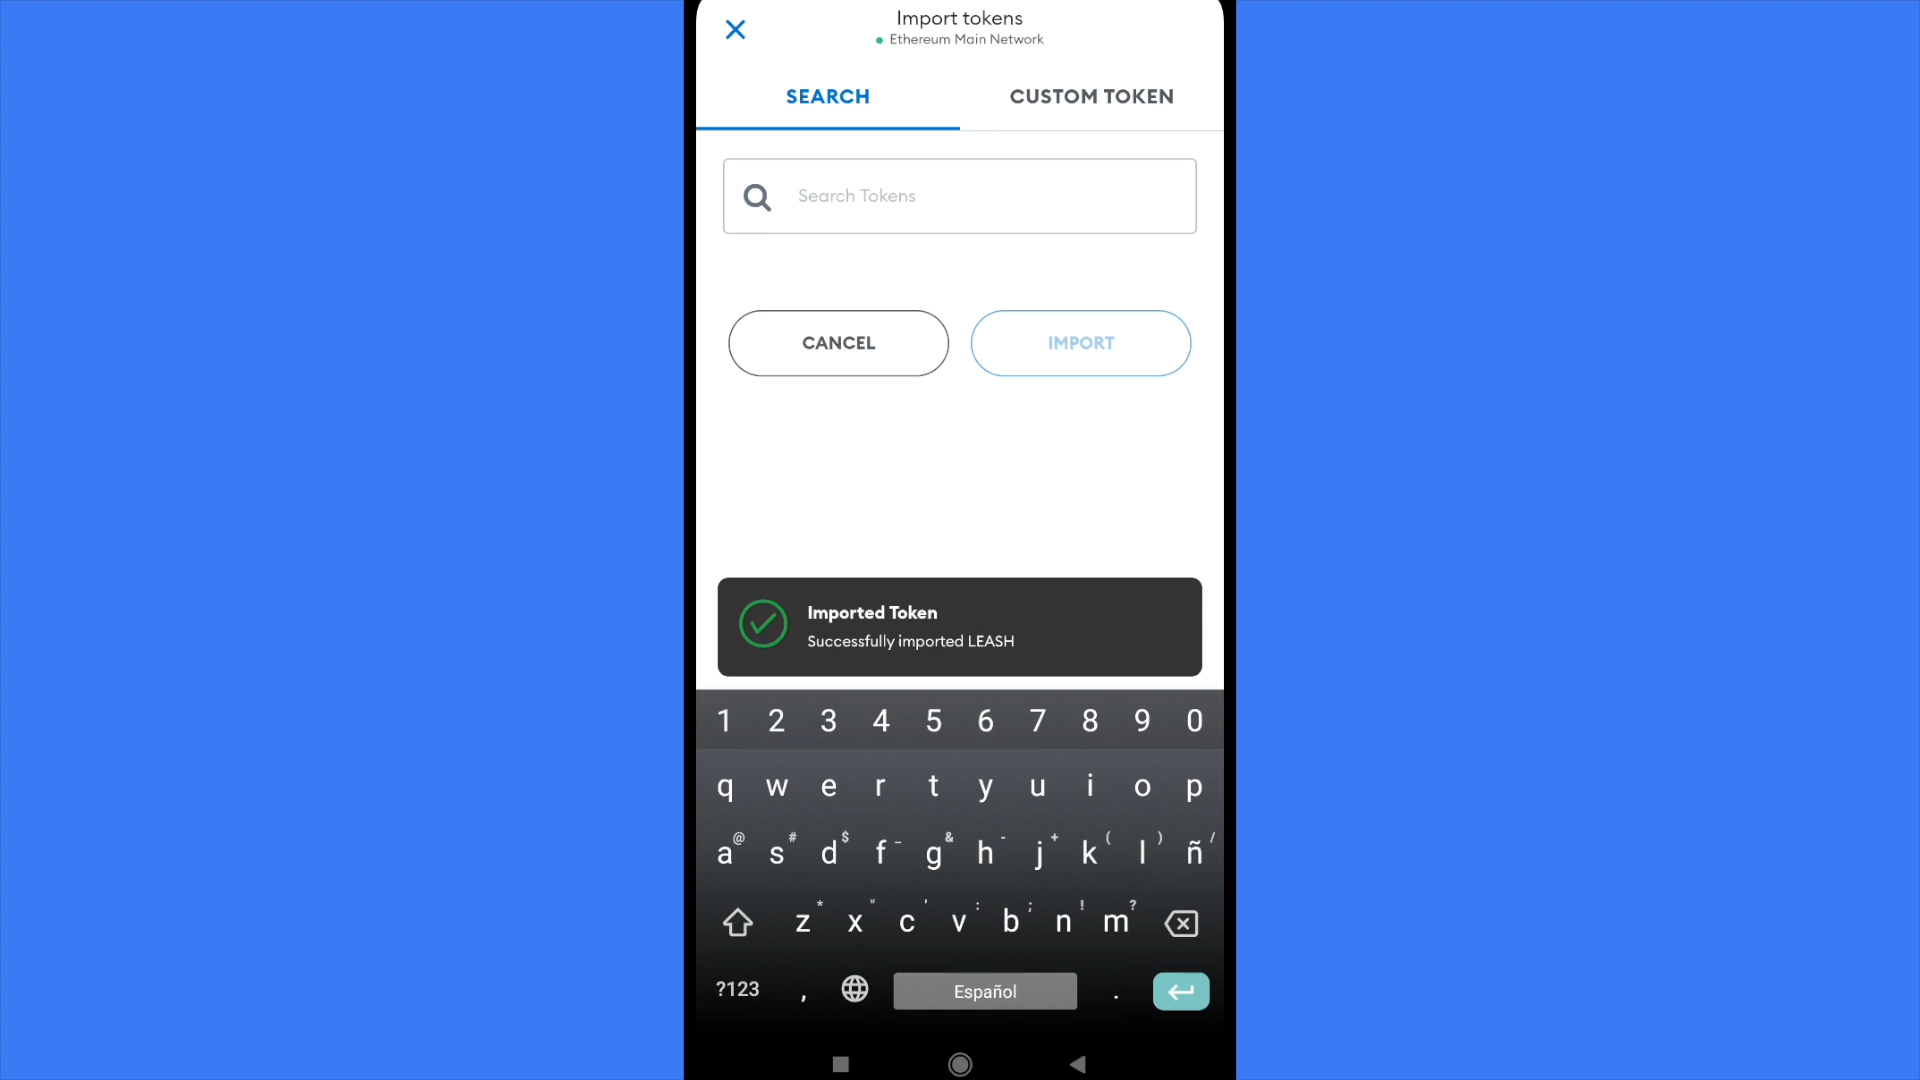 Import tokens
Ethereum Main Network
SEARCH
CUSTOM TOKEN
Search Tokens
CANCEL
IMPORT
Imported Token
Successfully imported LEASH
1 2 3 4 5 6 7 8 9 0
q w e r t y u i o p
a @ s # d $ f _ g & h - j + k ( l ) ñ /
z * x " c ' v : b ; n ! m ?
?123 , Español .